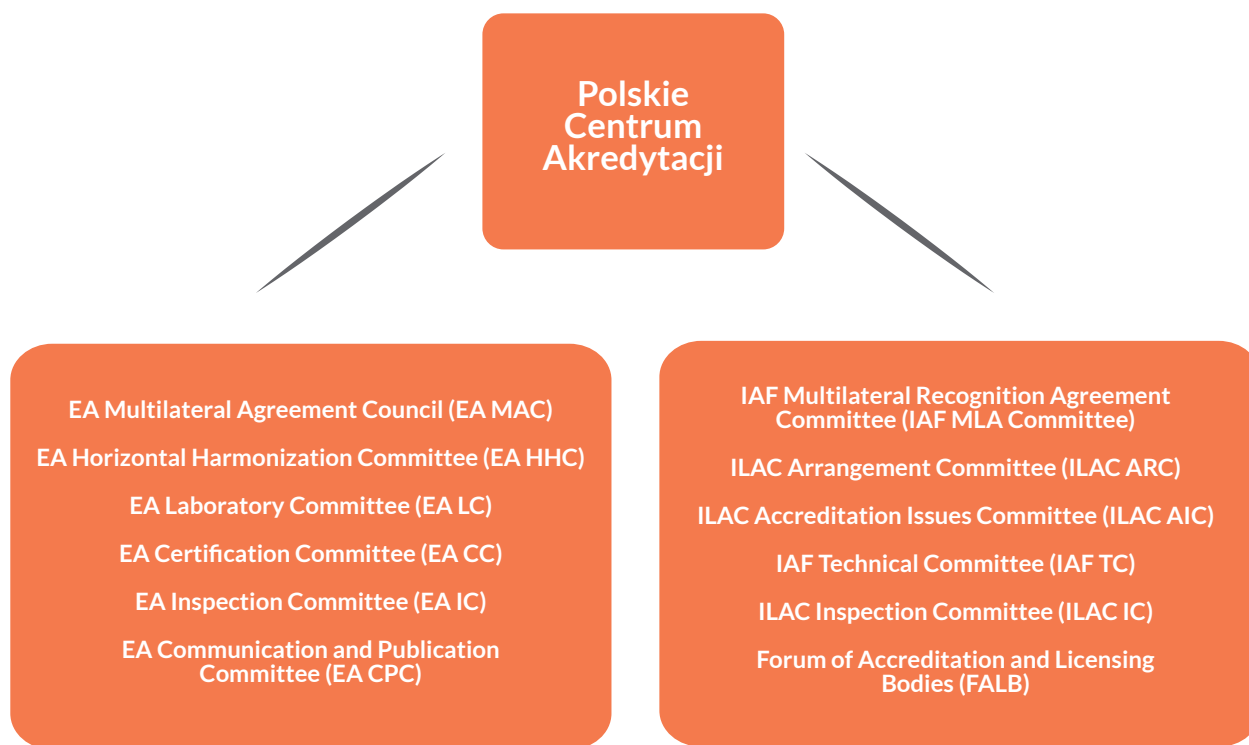 Polskie
Centrum
Akredytacji
EA Multilateral Agreement Council (EA MAC)
EA Horizontal Harmonization Committee (EA HHC)
EA Laboratory Committee (EA LC)
EA Certification Committee (EA CC)
EA Inspection Committee (EA IC)
EA Communication and Publication
Committee (EA CPC)
IAF Multilateral Recognition Agreement
Committee (IAF MLA Committee)
ILAC Arrangement Committee (ILAC ARC)
ILAC Accreditation Issues Committee (ILAC AIC)
IAF Technical Committee (IAF TC)
ILAC Inspection Committee (ILAC IC)
Forum of Accreditation and Licensing
Bodies (FALB)